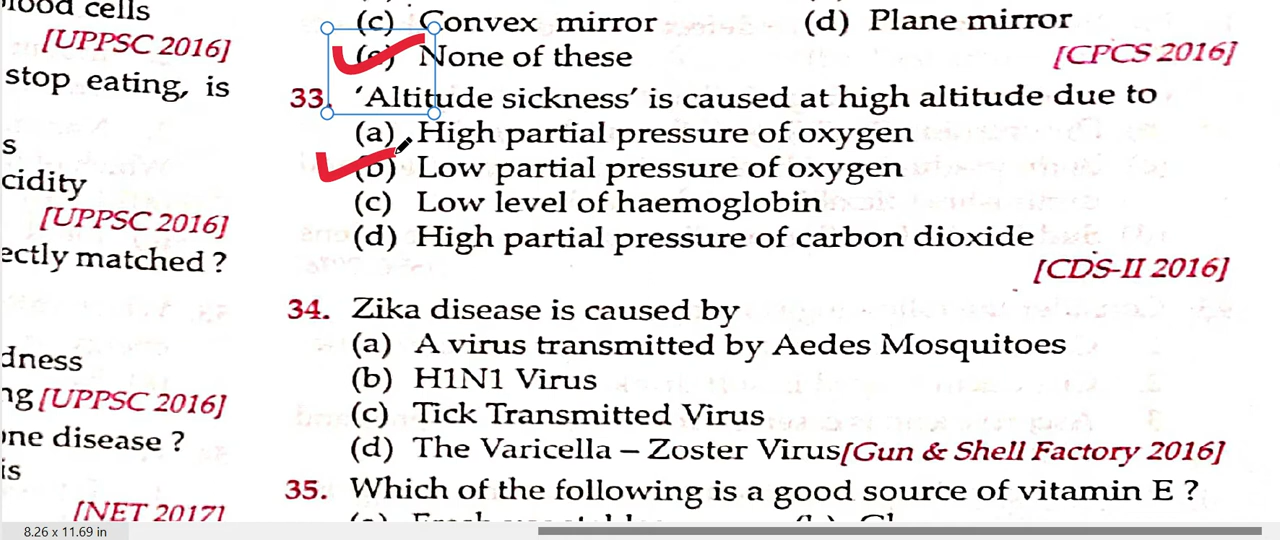 lood cells
[UPPSC 2016]
stop eating, is
s
cidity
[UPPSC 2016]
ectly matched ?
dness
ng [UPPSC 2016]
one disease ?
is
[NET 2017]
(c) Convex mirror (d) Plane mirror
(e) None of these [CPCS 2016]
33. ‘Altitude sickness’ is caused at high altitude due to
(a) High partial pressure of oxygen
(b) Low partial pressure of oxygen
(c) Low level of haemoglobin
(d) High partial pressure of carbon dioxide
[CDS-II 2016]
34. Zika disease is caused by
(a) A virus transmitted by Aedes Mosquitoes
(b) H1N1 Virus
(c) Tick Transmitted Virus
(d) The Varicella – Zoster Virus [Gun & Shell Factory 2016]
35. Which of the following is a good source of vitamin E ?
8.26 x 11.69 in